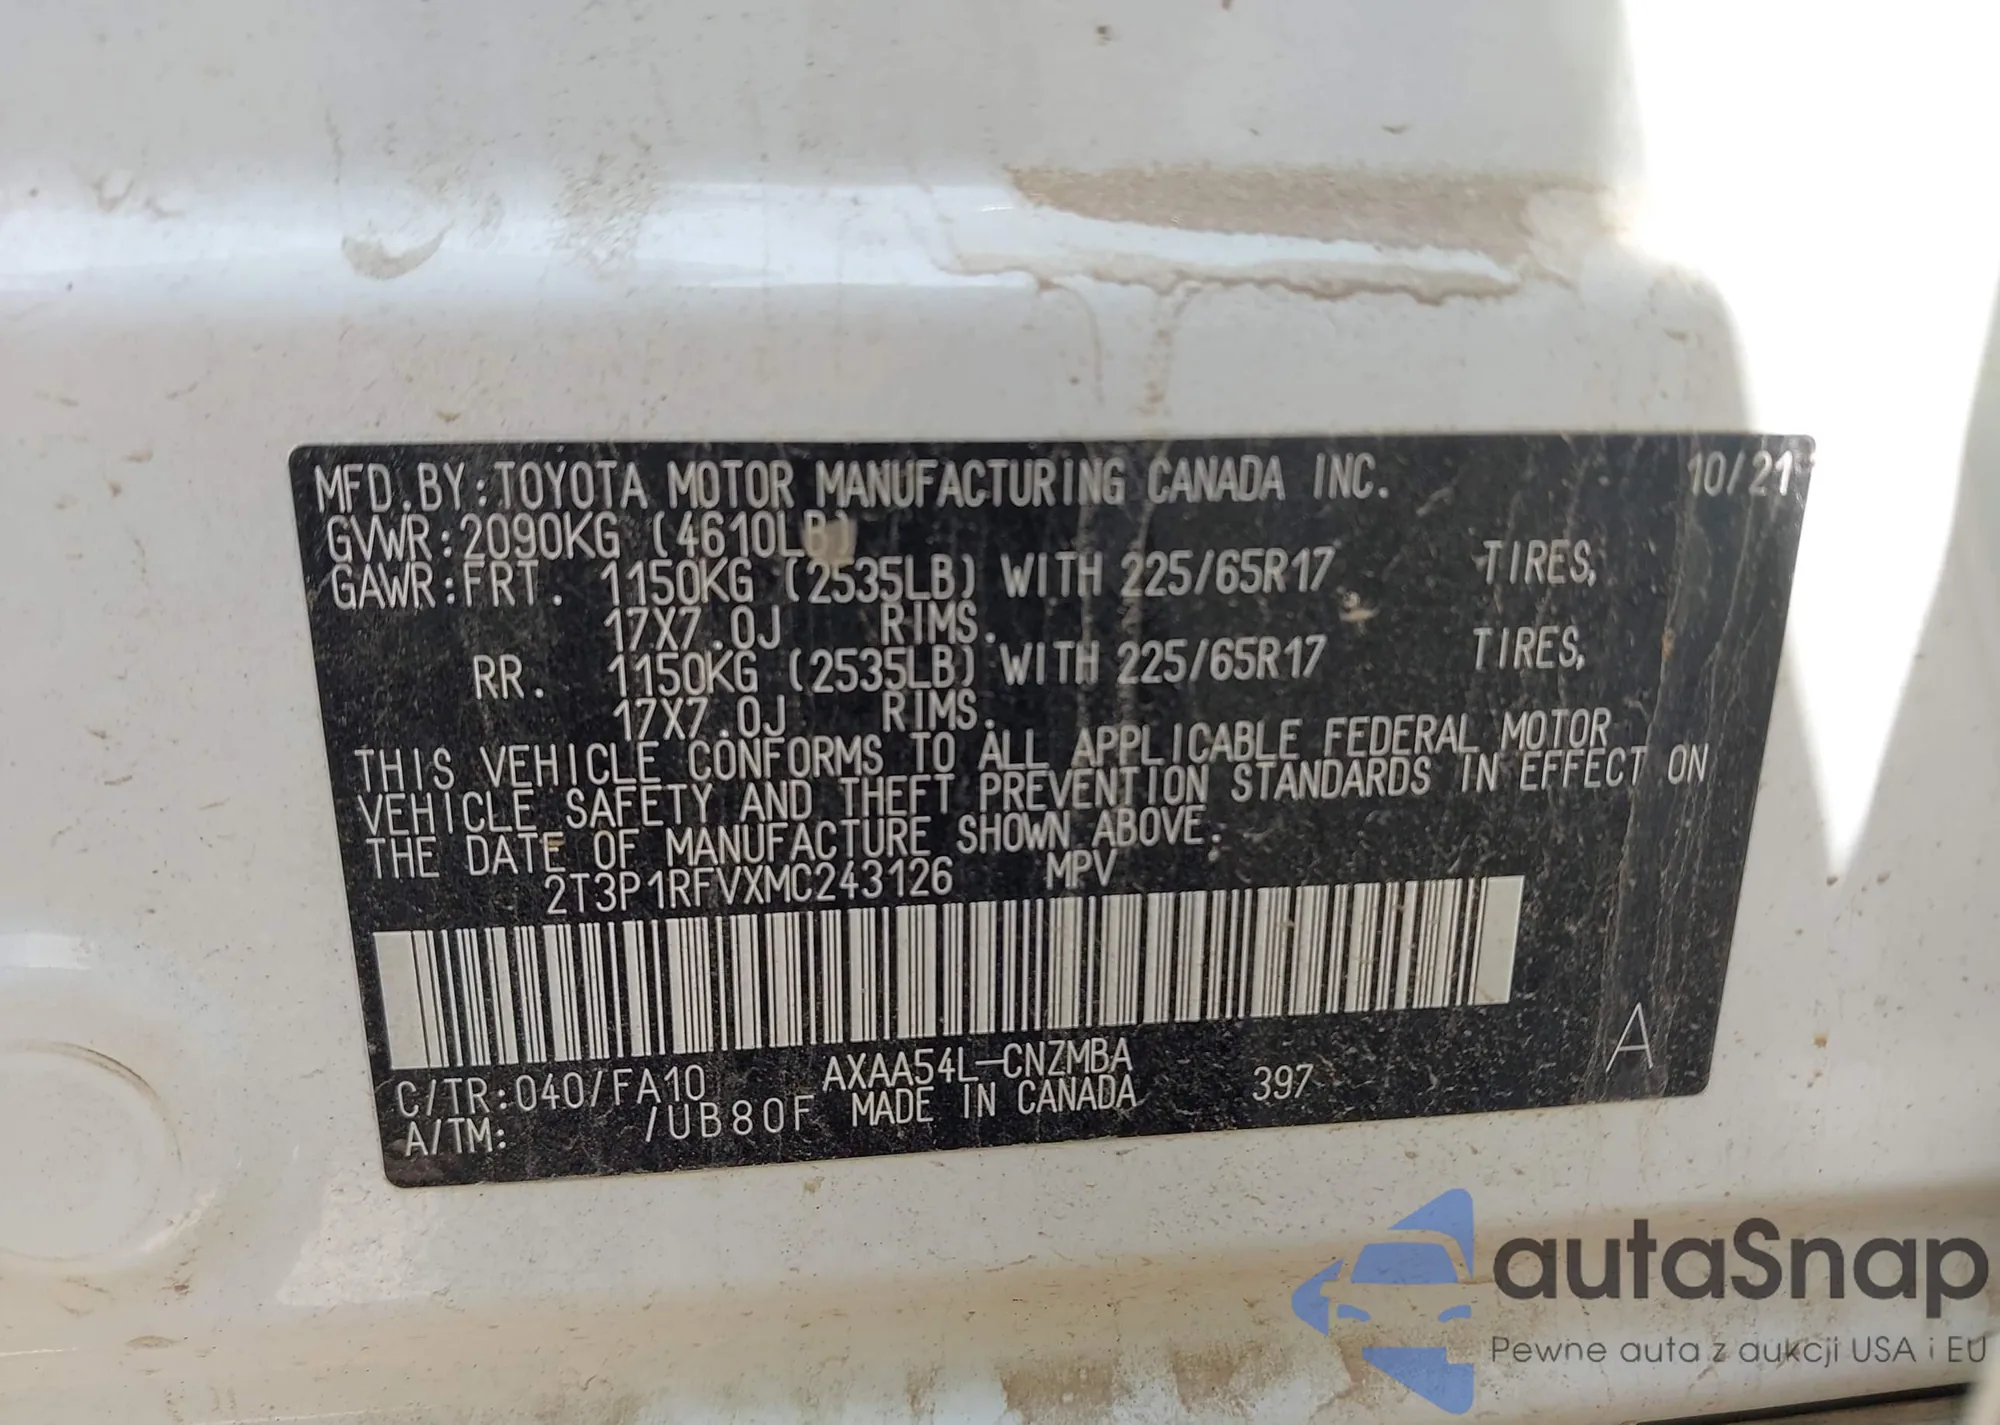 MFD.BY:TOYOTA MOTOR MANUFACTURING CANADA INC. 10/21
GVWR:2090KG (4610LB)
GAWR:FRT. 1150KG (2535LB) WITH 225/65R17 TIRES,
17X7.0J RIMS.
RR. 1150KG (2535LB) WITH 225/65R17 TIRES,
17X7.0J RIMS.
THIS VEHICLE CONFORMS TO ALL APPLICABLE FEDERAL MOTOR
VEHICLE SAFETY AND THEFT PREVENTION STANDARDS IN EFFECT ON
THE DATE OF MANUFACTURE SHOWN ABOVE.
2T3P1RFVXMC243126 MPV
C/TR:040/FA10 AXAA54L-CNZMBA 397 A
A/TM: /UB80F MADE IN CANADA
autaSnap
Pewne auta z aukcji USA i EU